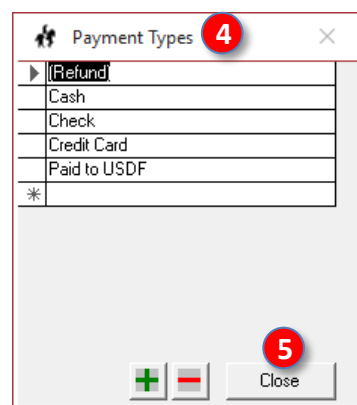 Payment Types 4
(Refund)
Cash
Check
Credit Card
Paid to USDF
*
5
Close